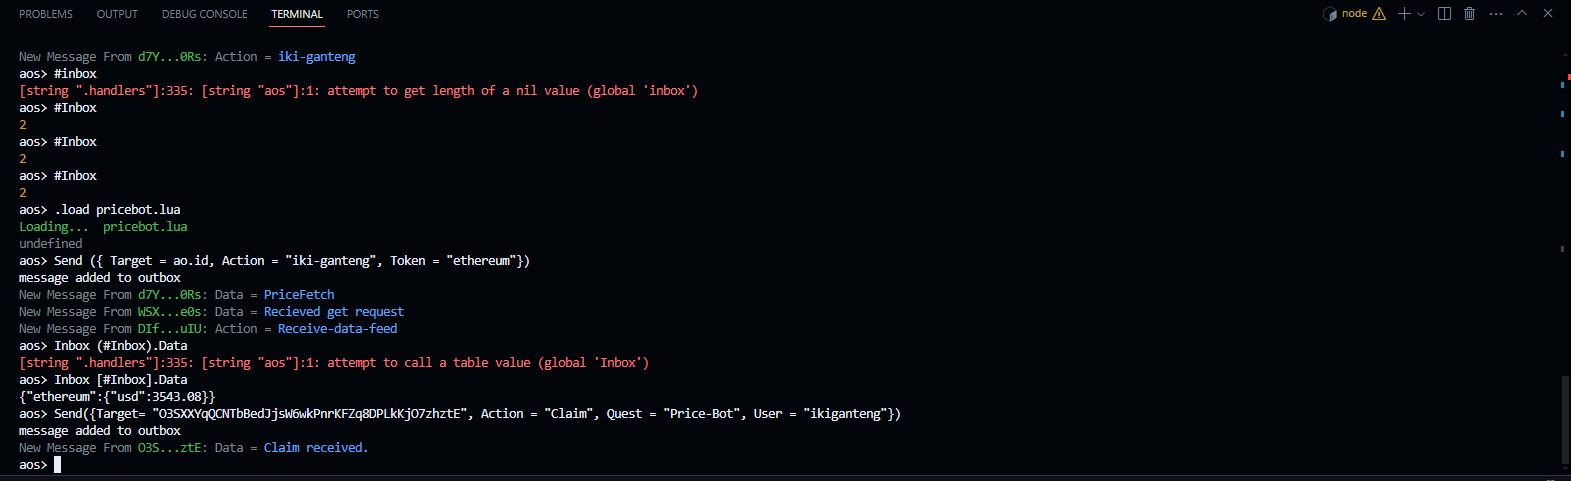 PROBLEMS OUTPUT DEBUG CONSOLE TERMINAL PORTS node
New Message From d7Y...0Rs: Action = iki-ganteng
aos> #inbox
[string ".handlers"]:335: [string "aos"]:1: attempt to get length of a nil value (global 'inbox')
aos> #Inbox
2
aos> #Inbox
2
aos> #Inbox
2
aos> .load pricebot.lua
Loading... pricebot.lua
undefined
aos> Send ({ Target = ao.id, Action = "iki-ganteng", Token = "ethereum"})
message added to outbox
New Message From d7Y...0Rs: Data = PriceFetch
New Message From WSX...e0s: Data = Recieved get request
New Message From DIf...uIU: Action = Receive-data-feed
aos> Inbox (#Inbox).Data
[string ".handlers"]:335: [string "aos"]:1: attempt to call a table value (global 'Inbox')
aos> Inbox [#Inbox].Data
{"ethereum":{"usd":3543.08}}
aos> Send({Target= "O3SXXYqQCNTbBedJjsW6wkPnrKFZq8DPLkKjO7zhztE", Action = "Claim", Quest = "Price-Bot", User = "ikiganteng"})
message added to outbox
New Message From O3S...ztE: Data = Claim received.
aos>